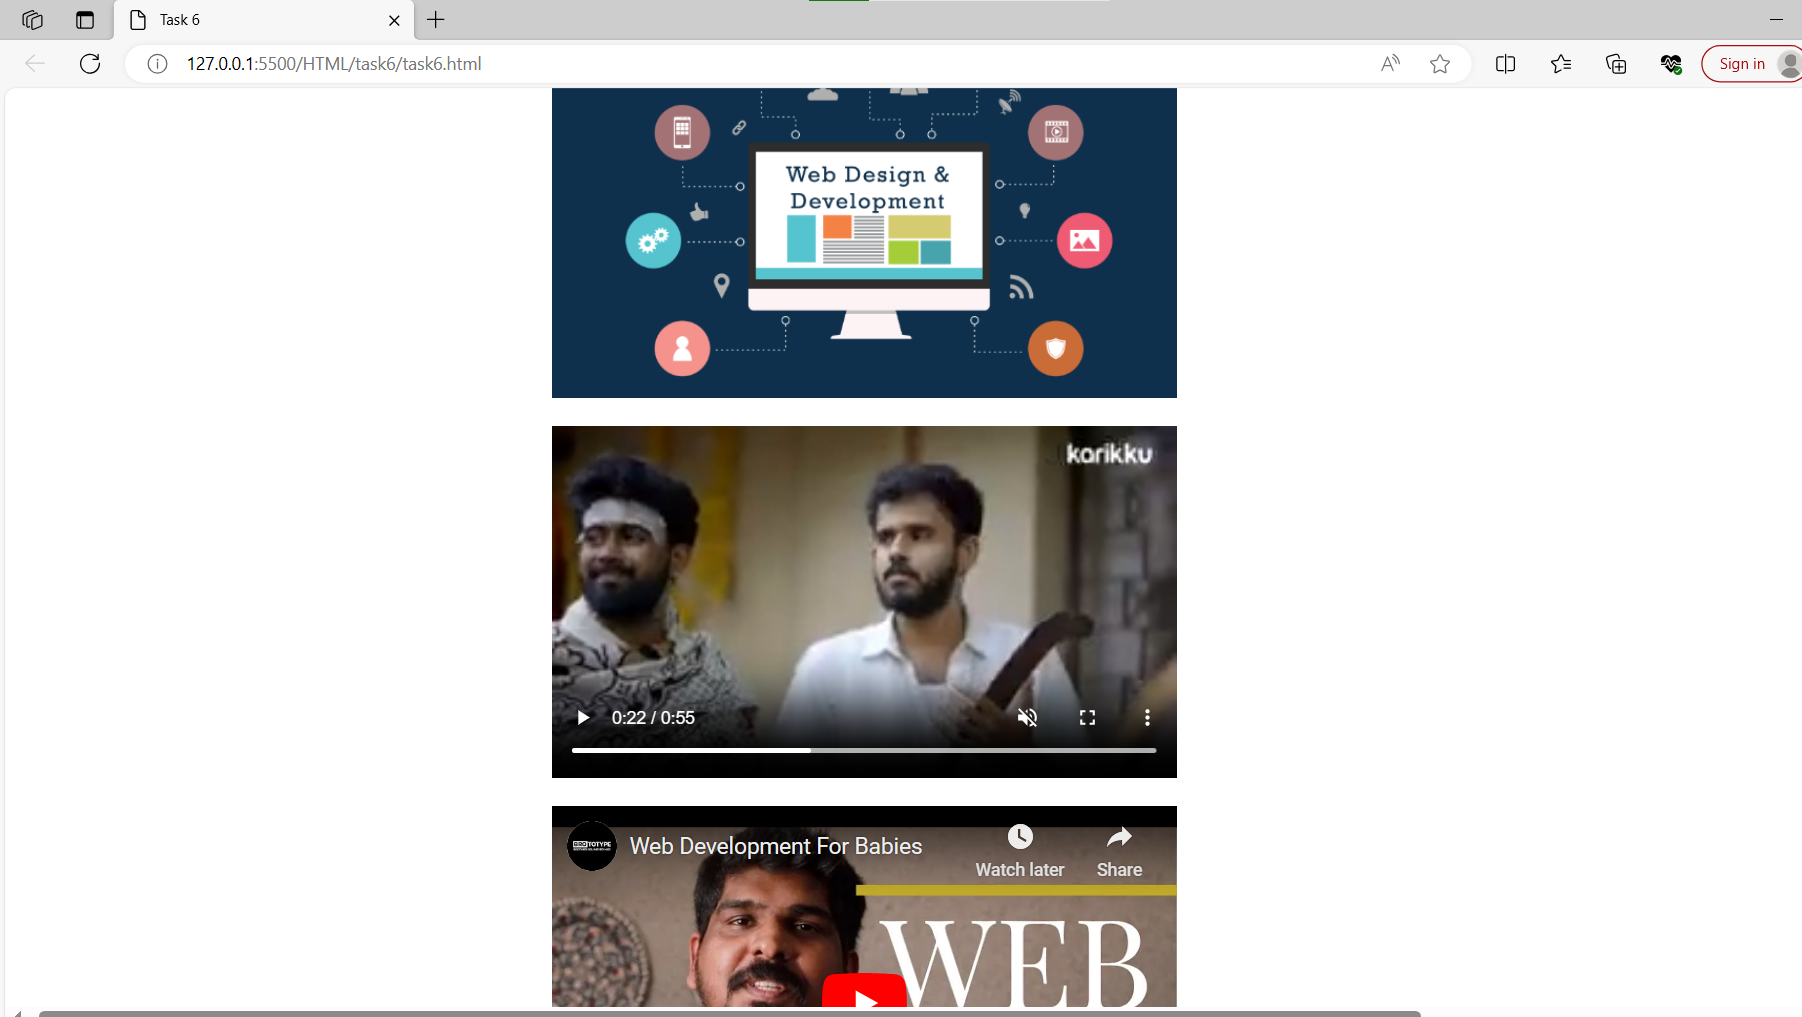 Task 6
127.0.0.1:5500/HTML/task6/task6.html
A
Sign in
Web Design &
Development
karikku
0:22 / 0:55
BROTOTYPE
Web Development For Babies
Watch later
Share
WEB